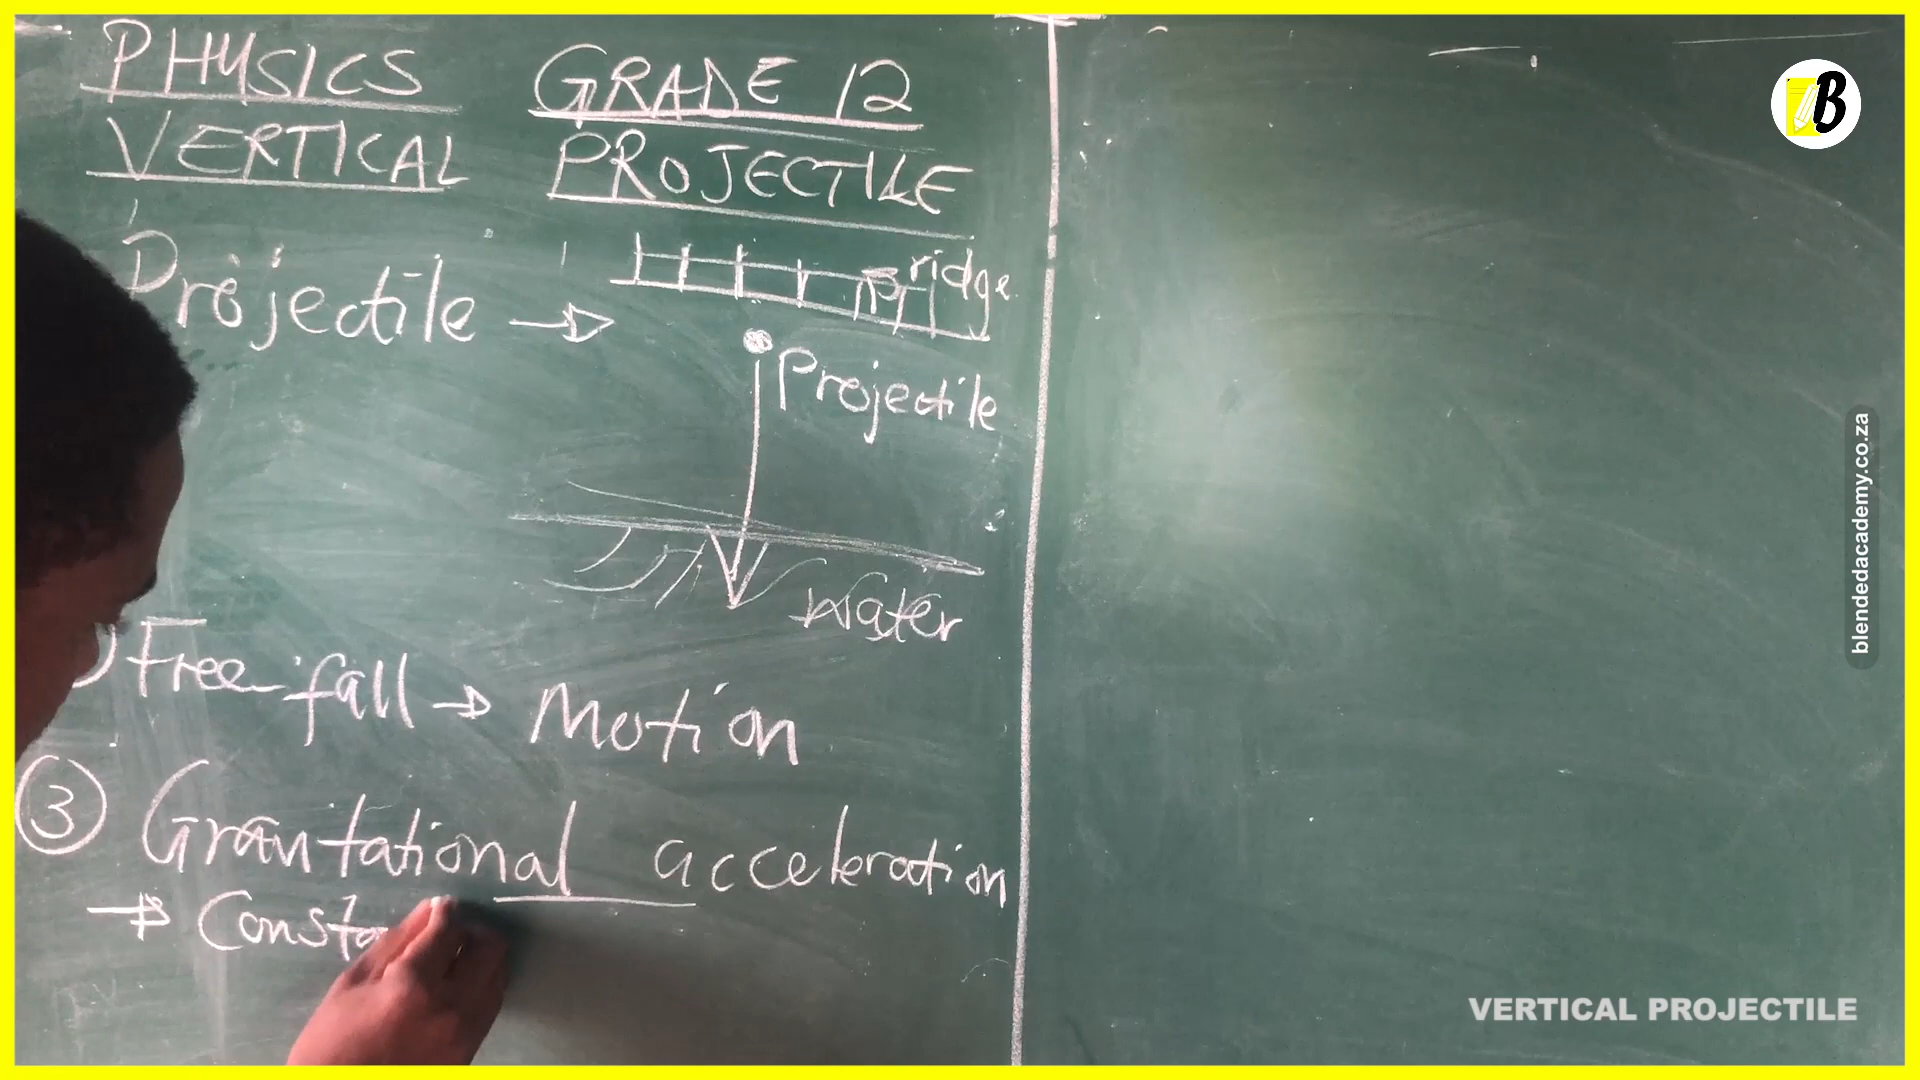 PHYSICS GRADE 12
VERTICAL PROJECTILE
Projectile →
Bridge
Projectile
Water
) Free-fall → Motion
③ Gravitational acceleration
→ Consta
B
blendedacademy.co.za
VERTICAL PROJECTILE